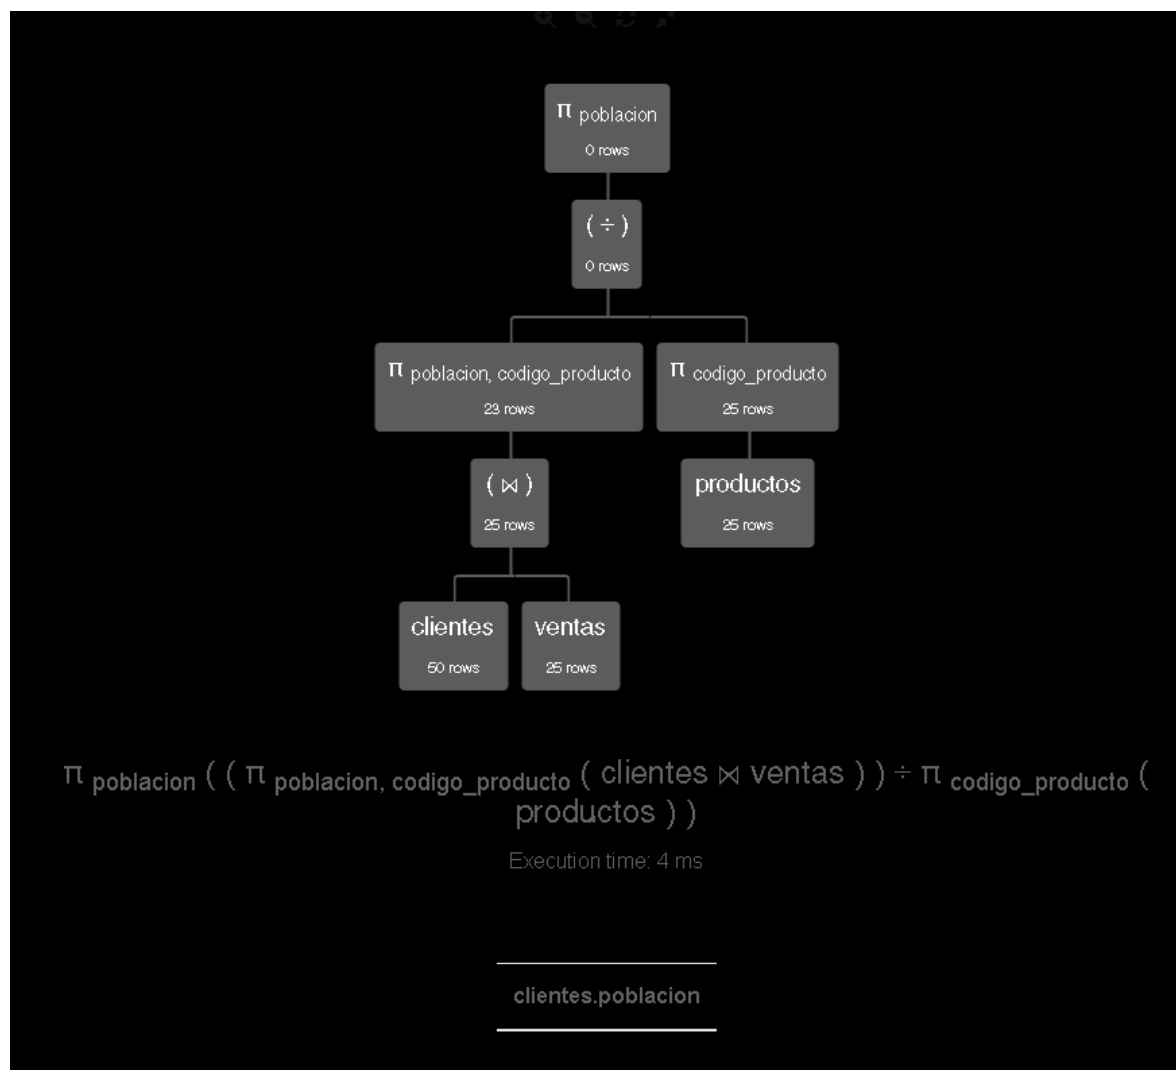 π poblacion
0 rows
( ÷ )
0 rows
π poblacion, codigo_producto
23 rows
π codigo_producto
25 rows
( ⋈ )
25 rows
productos
25 rows
clientes
50 rows
ventas
25 rows
π poblacion ( ( π poblacion, codigo_producto ( clientes ⋈ ventas ) ) ÷ π codigo_producto (
productos ) )
Execution time: 4 ms
clientes.poblacion